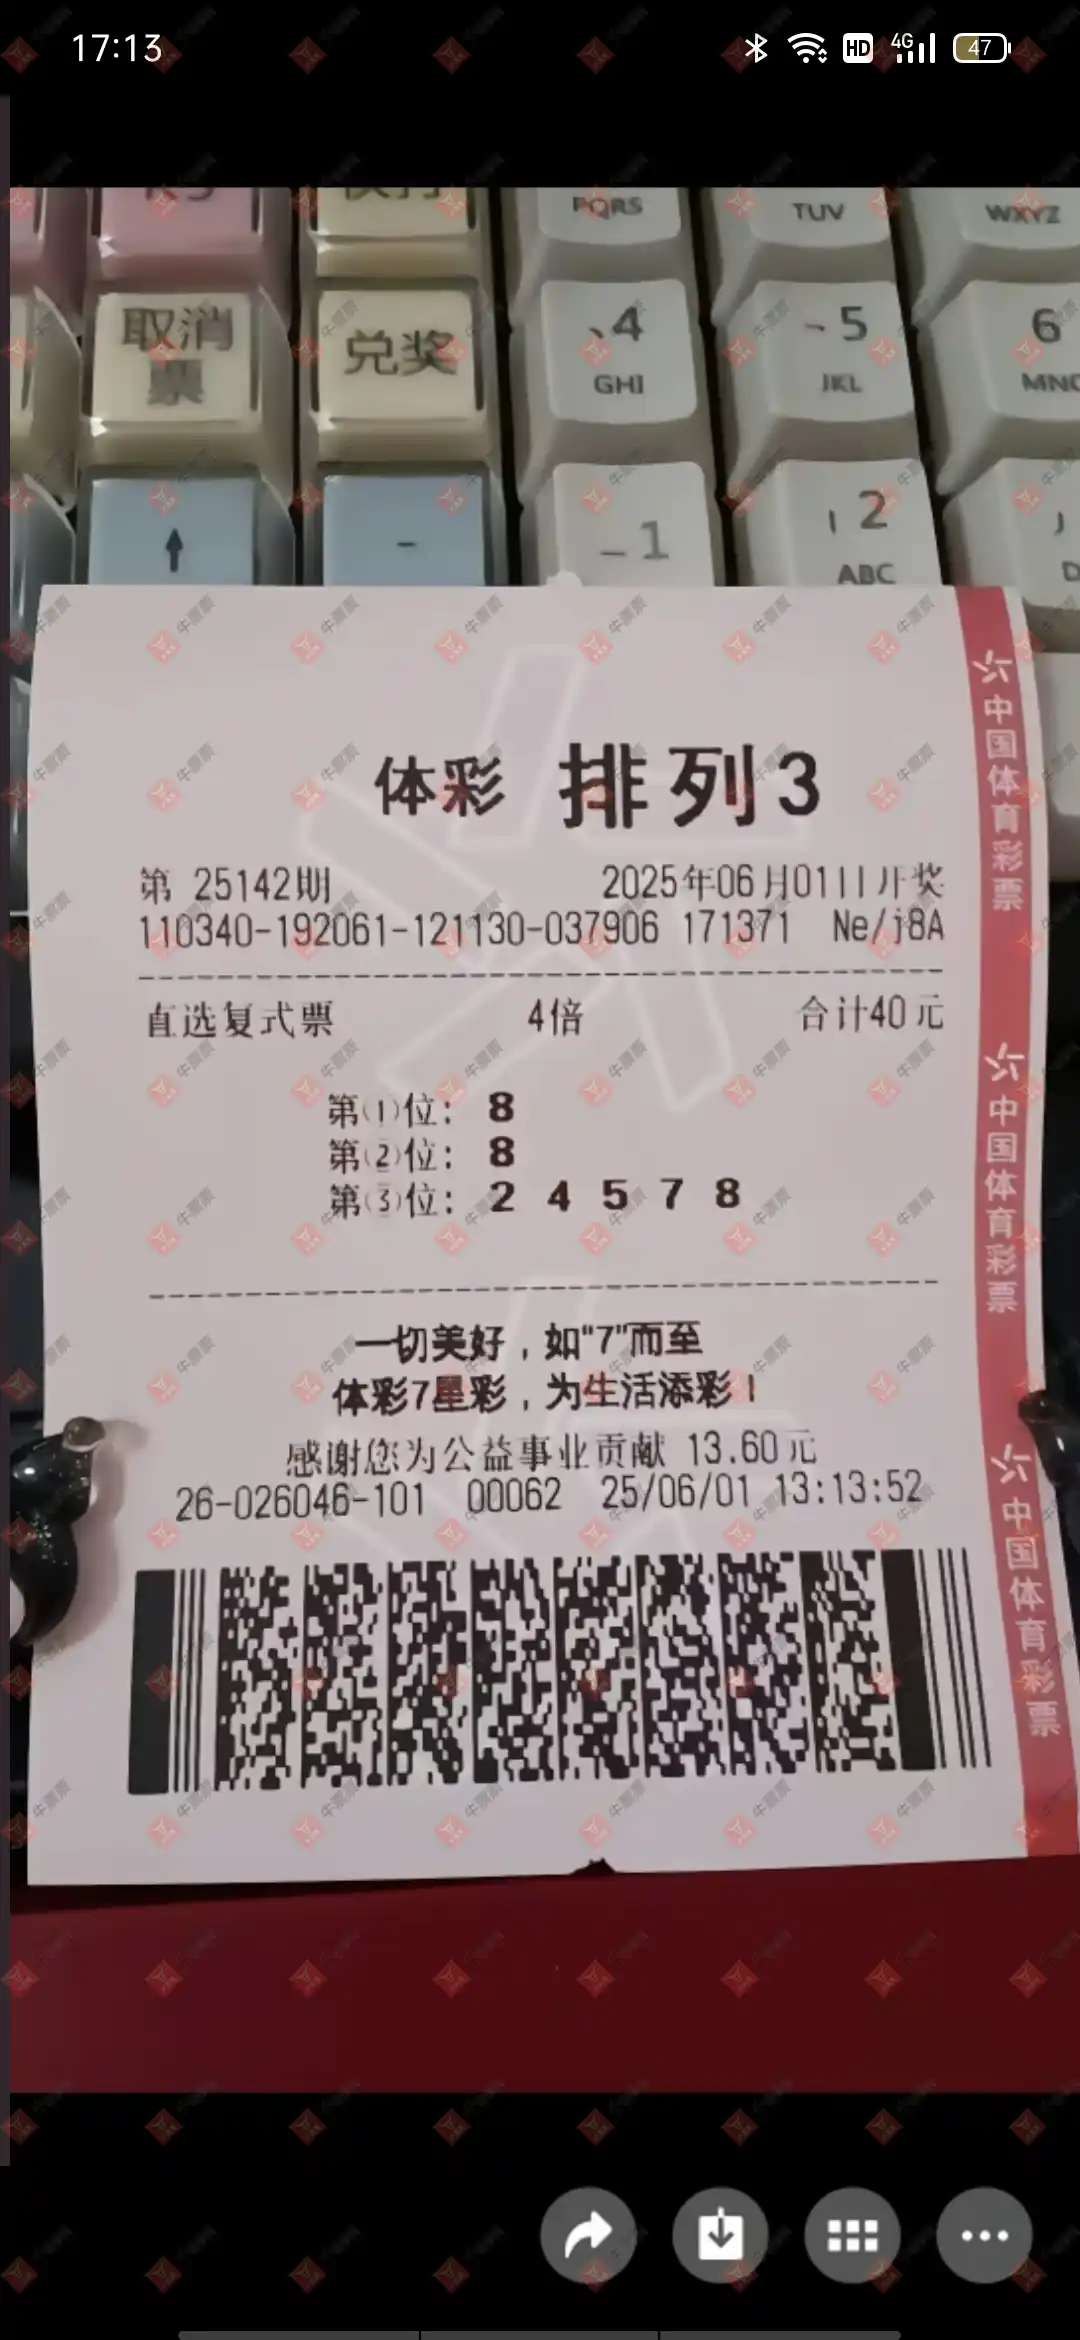 17:13
HD 4G 47
PQRS TUV WXYZ
取消票 兑奖 4 5 6
GHI JKL MNO
↑ - 1 2
ABC D
体彩 排列3
第 25142期 2025年06月01日开奖
110340-192061-121130-037906 171371 Ne/j8A
直选复式票 4倍 合计40元
第(1)位: 8
第(2)位: 8
第(3)位: 2 4 5 7 8
一切美好，如"7"而至
体彩7星彩，为生活添彩！
感谢您为公益事业贡献 13.60元
26-026046-101 00062 25/06/01 13:13:52
中国体育彩票
中国体育彩票
中国体育彩票
牛票票